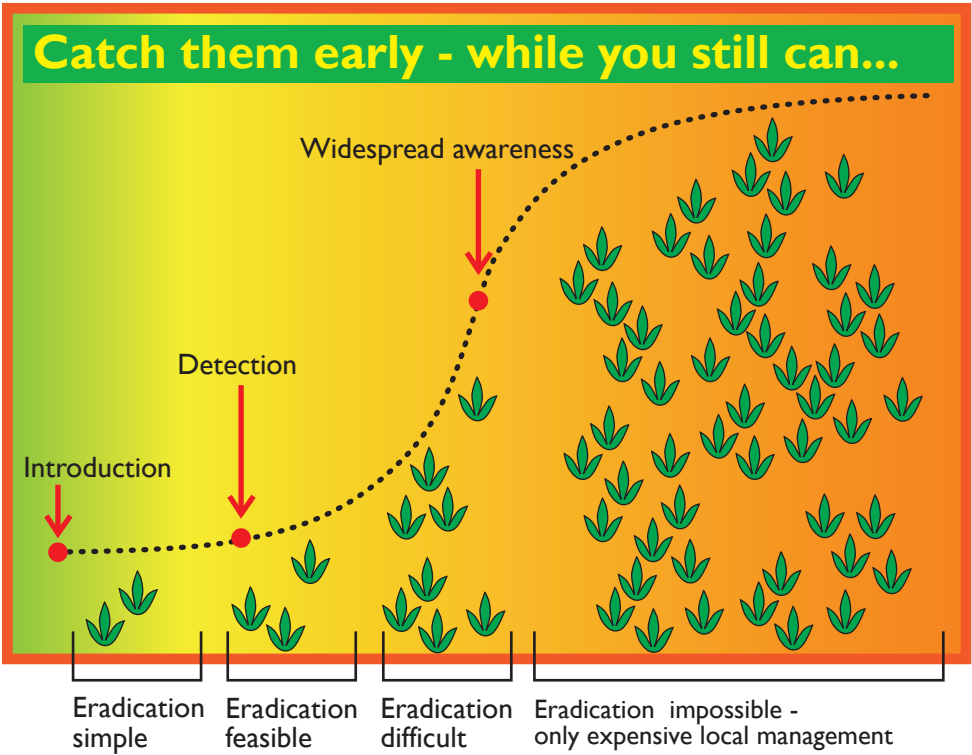 Catch them early - while you still can...
Widespread awareness
Detection
Introduction
Eradication
simple
Eradication
feasible
Eradication
difficult
Eradication impossible -
only expensive local management